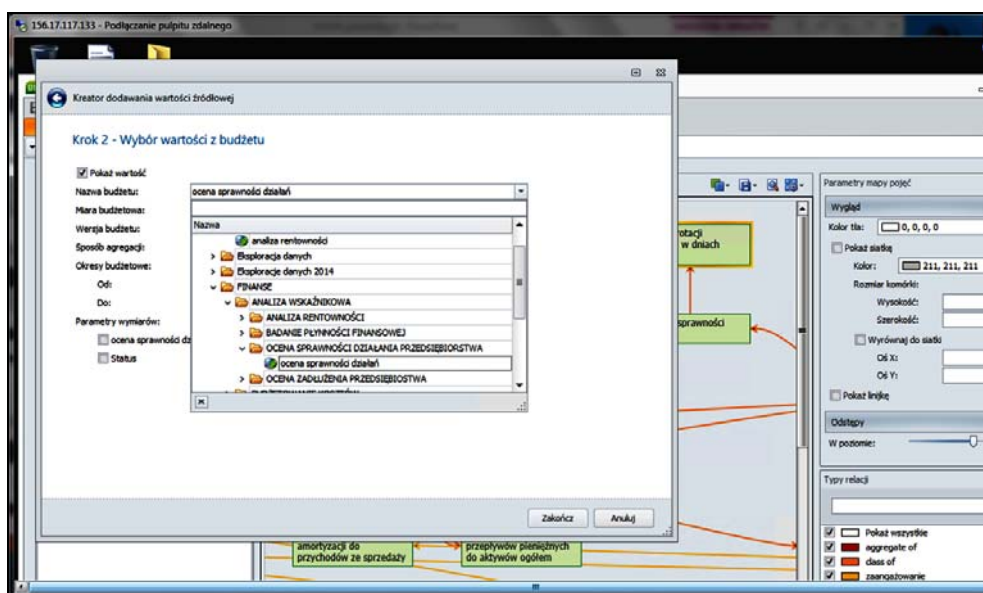 156.17.117.133 - Podłączanie pulpitu zdalnego
Kreator dodawania wartości źródłowej
Krok 2 - Wybór wartości z budżetu
Pokaż wartość
Nazwa budżetu:
ocena sprawności działań
Miara budżetowa:
Wersja budżetu:
Nazwa
Sposób agregacji:
analiza rentowności
Eksploracja danych
Okresy budżetowe:
Eksploracje danych 2014
Od:
FINANSE
Do:
ANALIZA WSKAŹNIKOWA
Parametry wymiarów:
ANALIZA RENTOWNOŚCI
BADANIE PŁYNNOŚCI FINANSOWEJ
ocena sprawności dz
OCENA SPRAWNOŚCI DZIAŁANIA PRZEDSIĘBIORSTWA
Status
ocena sprawności działań
OCENA ZADŁUŻENIA PRZEDSIĘBIOSTWA
Zakończ
Anuluj
rotacji
w dniach
sprawności
amortyzacji do
przychodów ze sprzedaży
przepływów pieniężnych
do aktywów ogółem
Parametry mapy pojęć
Wygląd
Kolor tła:
0, 0, 0, 0
Pokaż siatkę
Kolor:
211, 211, 211
Rozmiar komórki:
Wysokość:
Szerokość:
Wyrównaj do siatki
Oś X:
Oś Y:
Pokaż linijkę
Odstępy
W poziomie:
Typy relacji
Pokaż wszystkie
aggregate of
class of
zaangażowanie